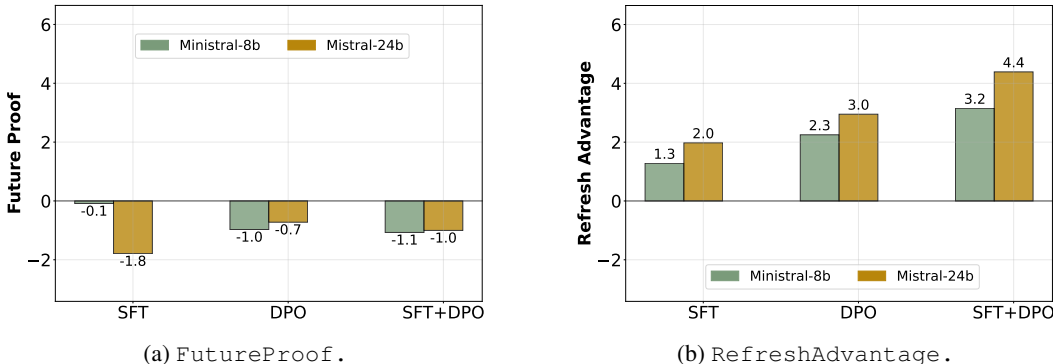 6
4
2
0
−2
Future Proof
Ministral-8b
Mistral-24b
-0.1
-1.8
-1.0
-0.7
-1.1
-1.0
SFT
DPO
SFT+DPO
(a) FutureProof.
6
4
2
0
−2
Refresh Advantage
1.3
2.0
2.3
3.0
3.2
4.4
Ministral-8b
Mistral-24b
SFT
DPO
SFT+DPO
(b) RefreshAdvantage.